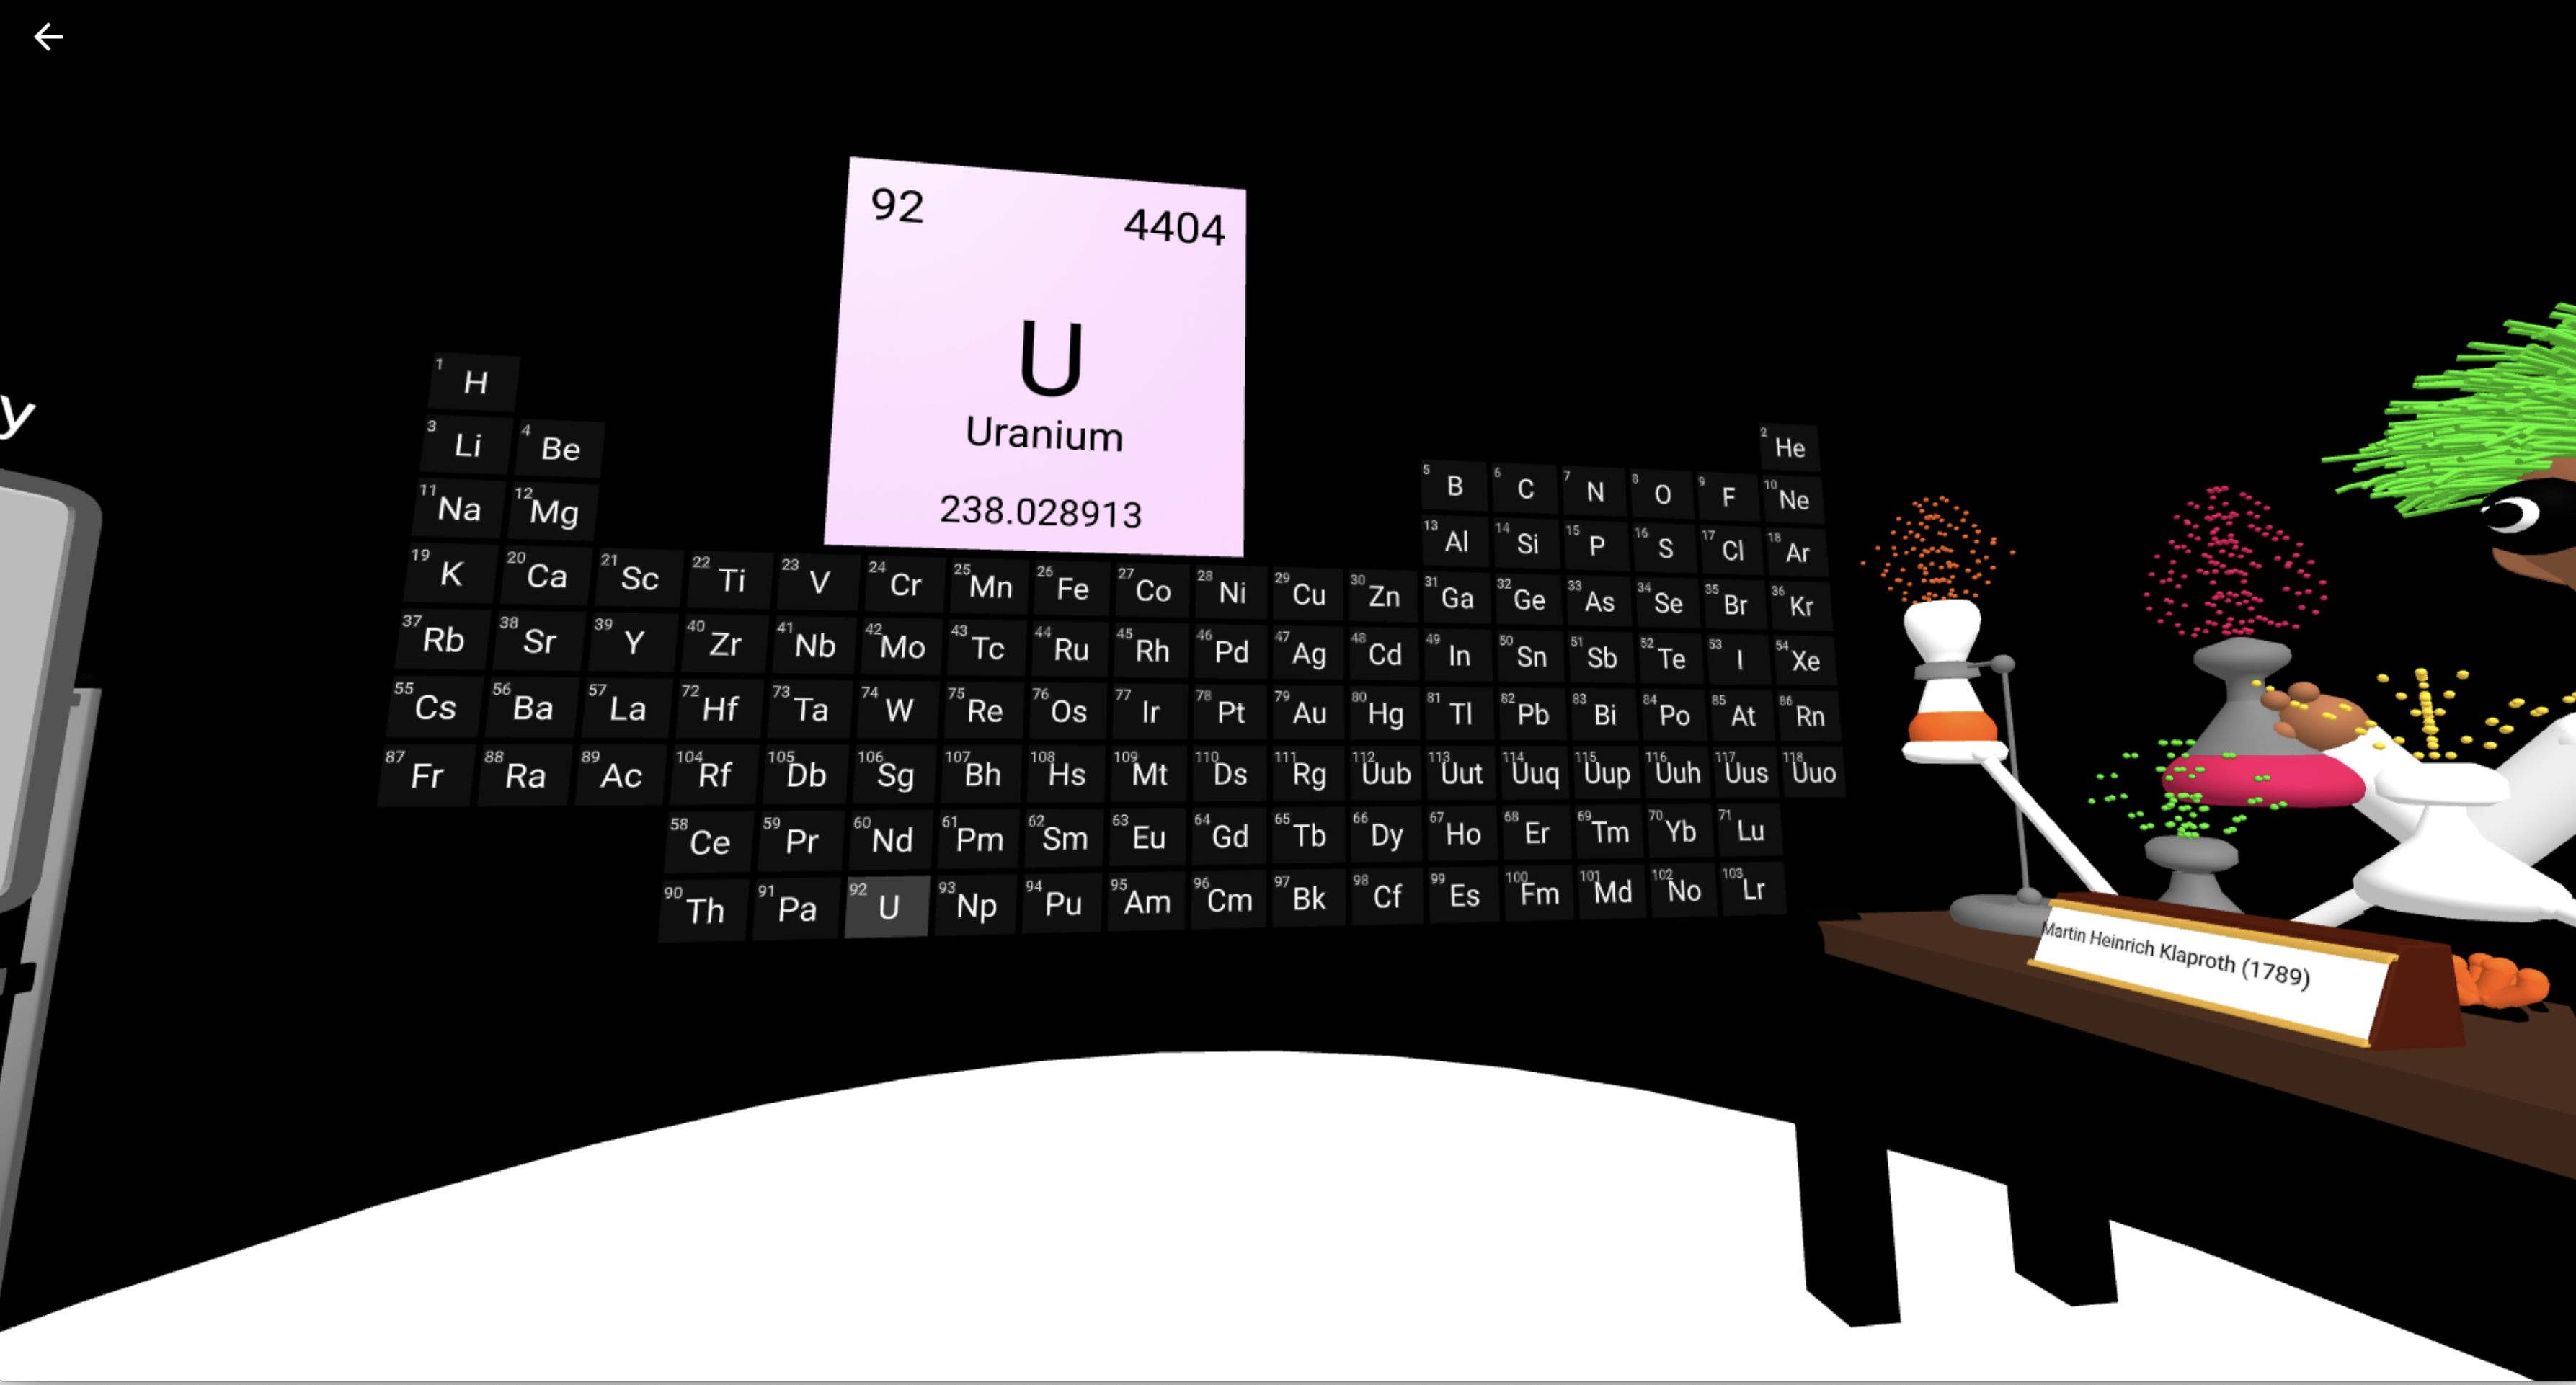 y
92 4404
U
Uranium
238.028913
1 H 2 He
3 Li 4 Be 5 B 6 C 7 N 8 O 9 F 10 Ne
11 Na 12 Mg 13 Al 14 Si 15 P 16 S 17 Cl 18 Ar
19 K 20 Ca 21 Sc 22 Ti 23 V 24 Cr 25 Mn 26 Fe 27 Co 28 Ni 29 Cu 30 Zn 31 Ga 32 Ge 33 As 34 Se 35 Br 36 Kr
37 Rb 38 Sr 39 Y 40 Zr 41 Nb 42 Mo 43 Tc 44 Ru 45 Rh 46 Pd 47 Ag 48 Cd 49 In 50 Sn 51 Sb 52 Te 53 I 54 Xe
55 Cs 56 Ba 57 La 72 Hf 73 Ta 74 W 75 Re 76 Os 77 Ir 78 Pt 79 Au 80 Hg 81 Tl 82 Pb 83 Bi 84 Po 85 At 86 Rn
87 Fr 88 Ra 89 Ac 104 Rf 105 Db 106 Sg 107 Bh 108 Hs 109 Mt 110 Ds 111 Rg 112 Uub 113 Uut 114 Uuq 115 Uup 116 Uuh 117 Uus 118 Uuo
58 Ce 59 Pr 60 Nd 61 Pm 62 Sm 63 Eu 64 Gd 65 Tb 66 Dy 67 Ho 68 Er 69 Tm 70 Yb 71 Lu
90 Th 91 Pa 92 U 93 Np 94 Pu 95 Am 96 Cm 97 Bk 98 Cf 99 Es 100 Fm 101 Md 102 No 103 Lr
Martin Heinrich Klaproth (1789)